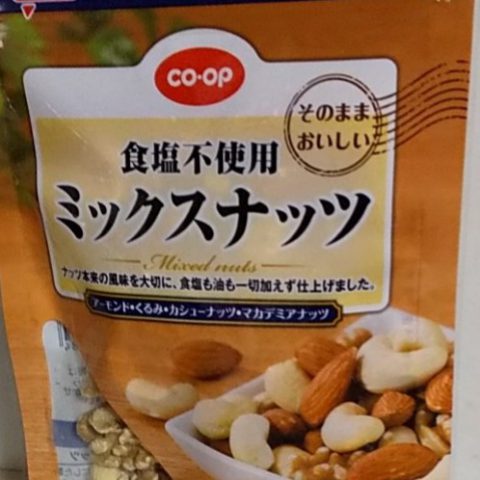 CO·OP
そのまま
おいしい
食塩不使用
ミックスナッツ
Mixed nuts
ナッツ本来の風味を大切に、食塩も油も一切加えず仕上げました。
アーモンド・くるみ・カシューナッツ・マカデミアナッツ